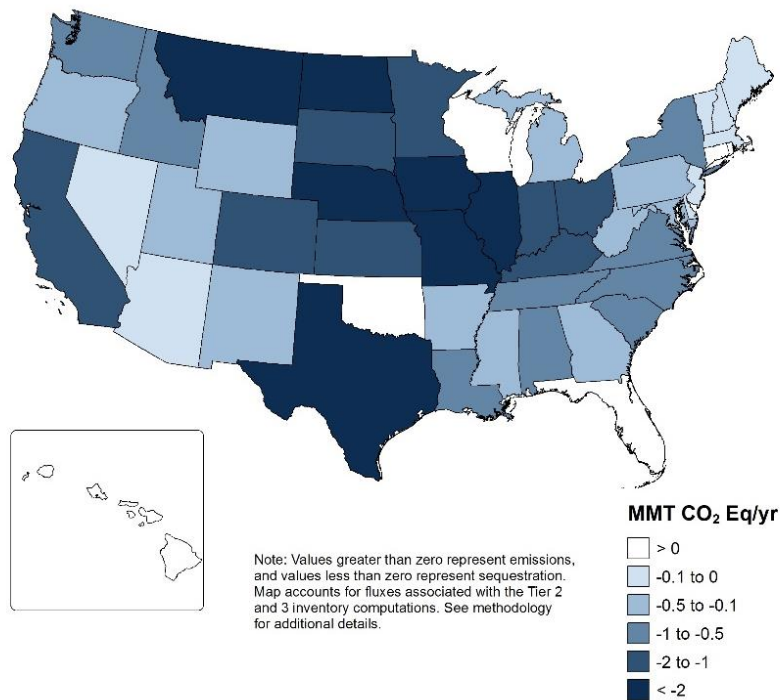 Note: Values greater than zero represent emissions,
and values less than zero represent sequestration.
Map accounts for fluxes associated with the Tier 2
and 3 inventory computations. See methodology
for additional details.
MMT CO₂ Eq/yr
> 0
-0.1 to 0
-0.5 to -0.1
-1 to -0.5
-2 to -1
< -2